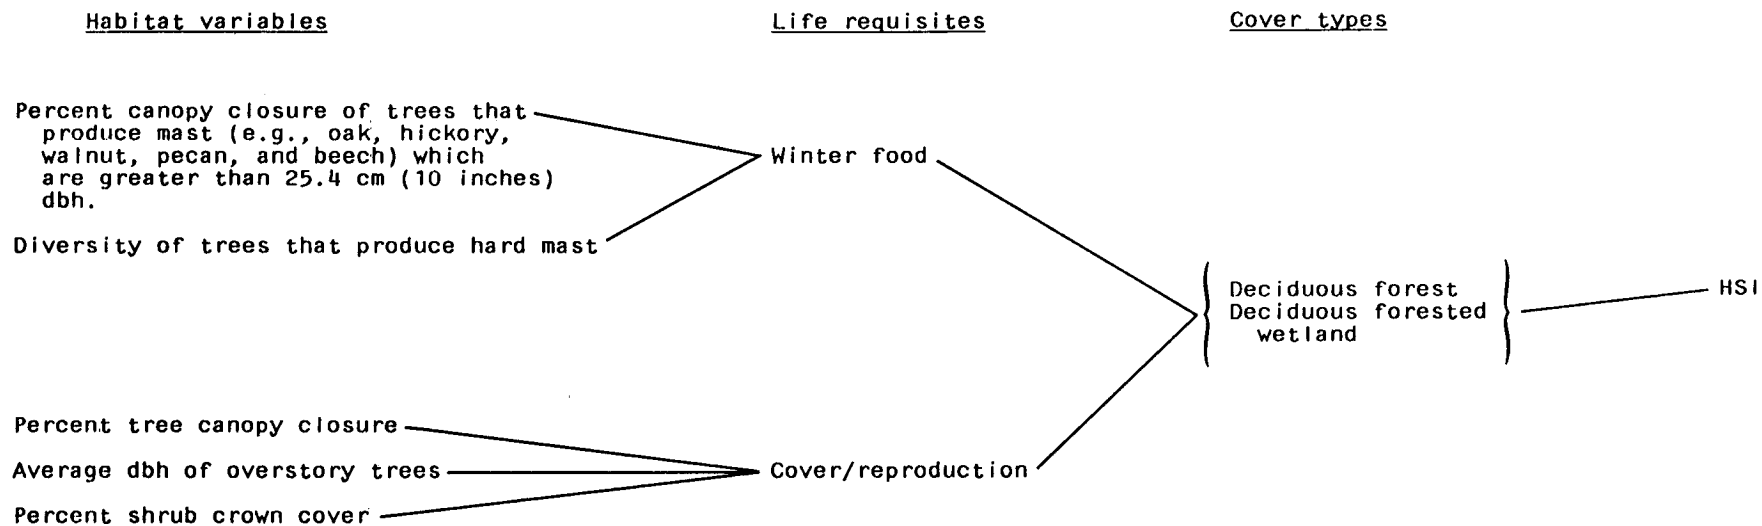 Habitat variables
Life requisites
Cover types
Percent canopy closure of trees that
produce mast (e.g., oak, hickory,
walnut, pecan, and beech) which
are greater than 25.4 cm (10 inches)
dbh.
Winter food
Diversity of trees that produce hard mast
Deciduous forest
Deciduous forested
wetland
HSI
Percent tree canopy closure
Average dbh of overstory trees
Cover/reproduction
Percent shrub crown cover